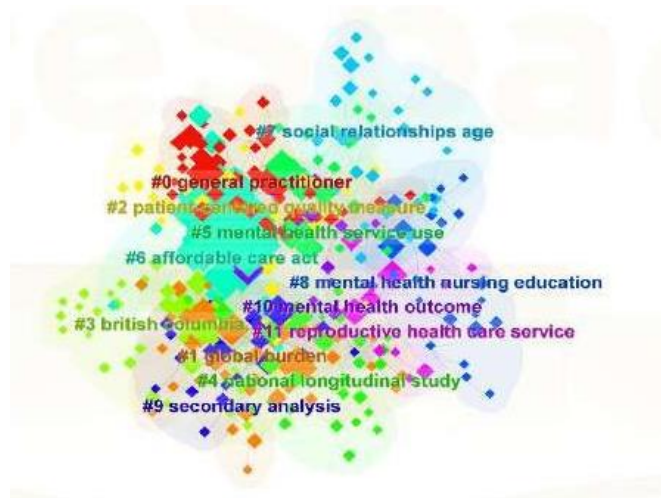 #7 social relationships age
#0 general practitioner
#2 patient-centered quality measure
#5 mental health service use
#6 affordable care act
#8 mental health nursing education
#10 mental health outcome
#3 british columbia
#11 reproductive health care service
#1 global burden
#4 national longitudinal study
#9 secondary analysis